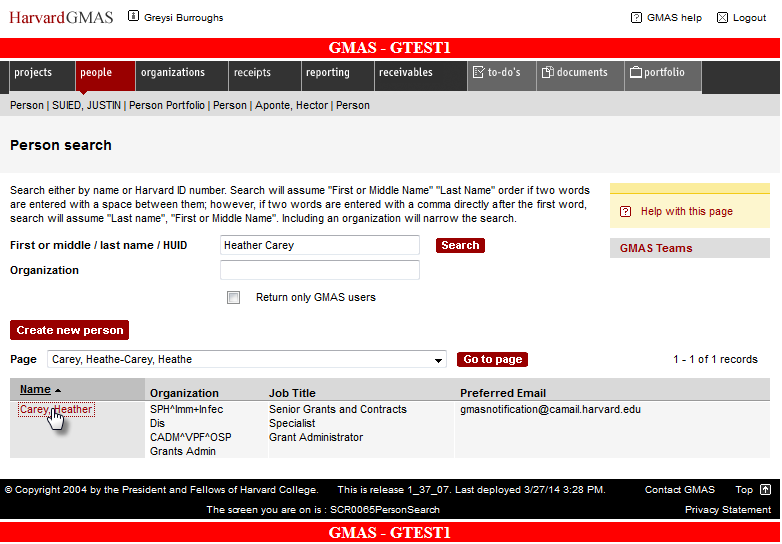 HarvardGMAS Greysi Burroughs GMAS help Logout
GMAS - GTEST1
projects people organizations receipts reporting receivables to-do's documents portfolio
Person | SUIED, JUSTIN | Person Portfolio | Person | Aponte, Hector | Person
Person search
Search either by name or Harvard ID number. Search will assume "First or Middle Name" "Last Name" order if two words
are entered with a space between them; however, if two words are entered with a comma directly after the first word,
search will assume "Last name", "First or Middle Name". Including an organization will narrow the search.
Help with this page
GMAS Teams
First or middle / last name / HUID Heather Carey Search
Organization
Return only GMAS users
Create new person
Page Carey, Heathe-Carey, Heathe Go to page 1 - 1 of 1 records
Name Organization Job Title Preferred Email
Carey, Heather SPH^Imm+Infec Senior Grants and Contracts gmasnotification@camail.harvard.edu
Dis Specialist
CADM^VPF^OSP Grant Administrator
Grants Admin
© Copyright 2004 by the President and Fellows of Harvard College. This is release 1_37_07. Last deployed 3/27/14 3:28 PM. Contact GMAS Top
The screen you are on is : SCR0065PersonSearch Privacy Statement
GMAS - GTEST1